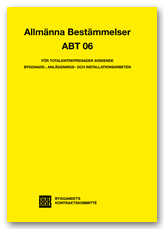 Allmänna Bestämmelser
ABT 06
FÖR TOTALENTREPRENADER AVSEENDE
BYGGNADS-, ANLÄGGNINGS- OCH INSTALLATIONSARBETEN
BYGGANDETS
KONTRAKTSKOMMITTÉ